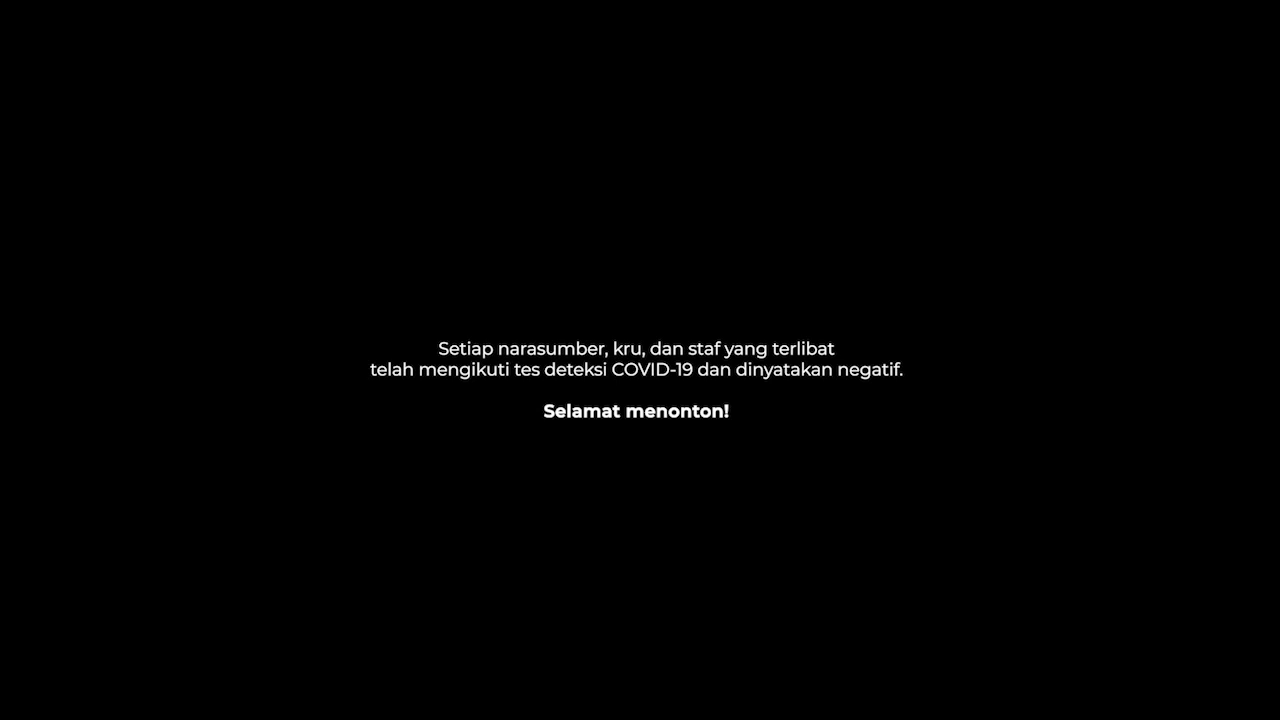 Setiap narasumber, kru, dan staf yang terlibat
telah mengikuti tes deteksi COVID-19 dan dinyatakan negatif.
Selamat menonton!